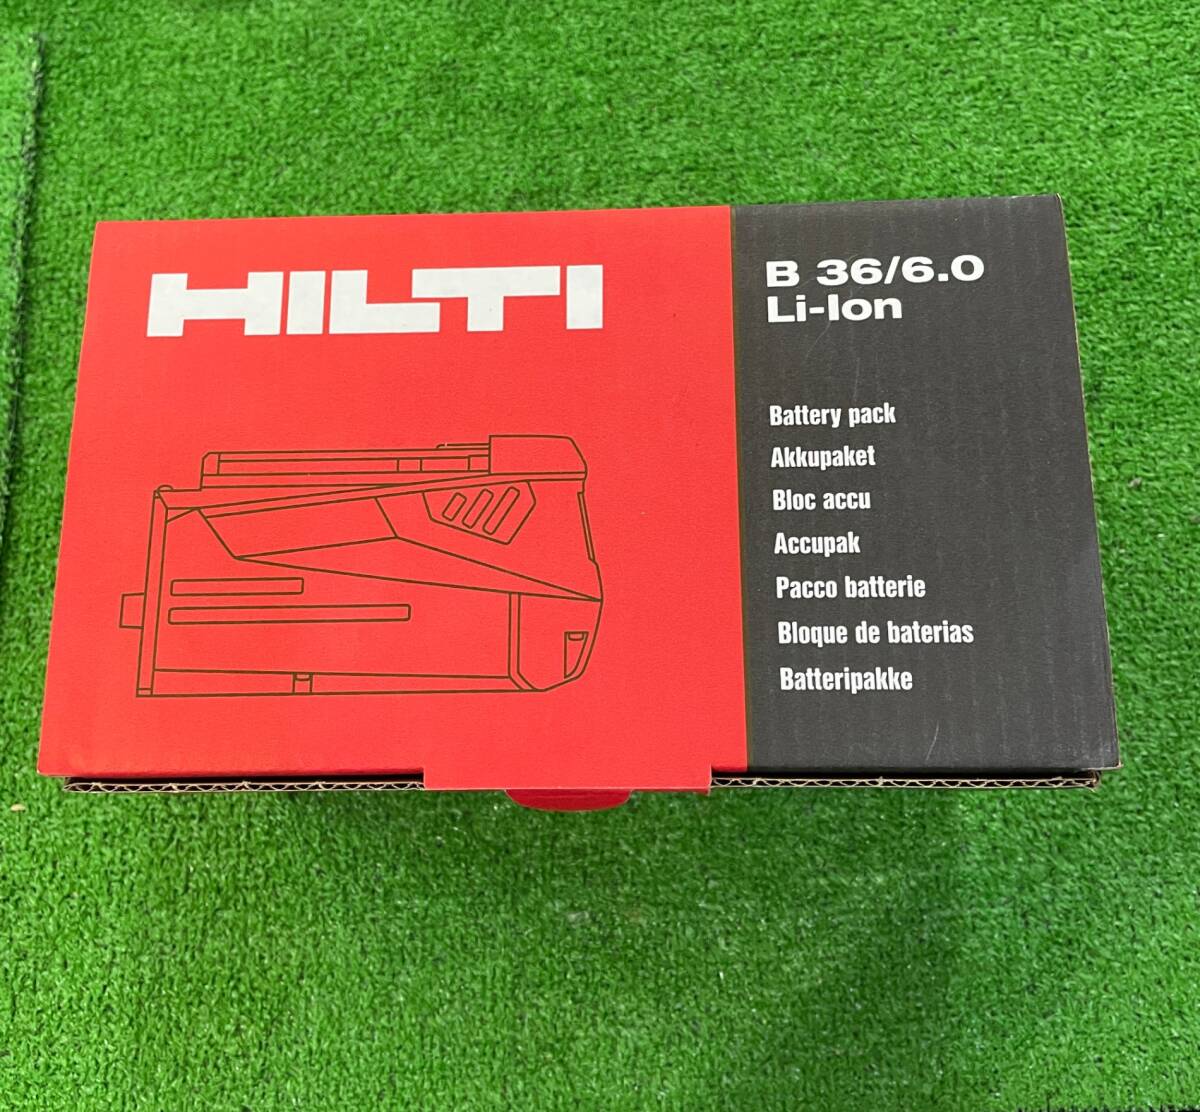 HILTI
B 36/6.0
Li-Ion
Battery pack
Akkupaket
Bloc accu
Accupak
Pacco batterie
Bloque de baterias
Batteripakke